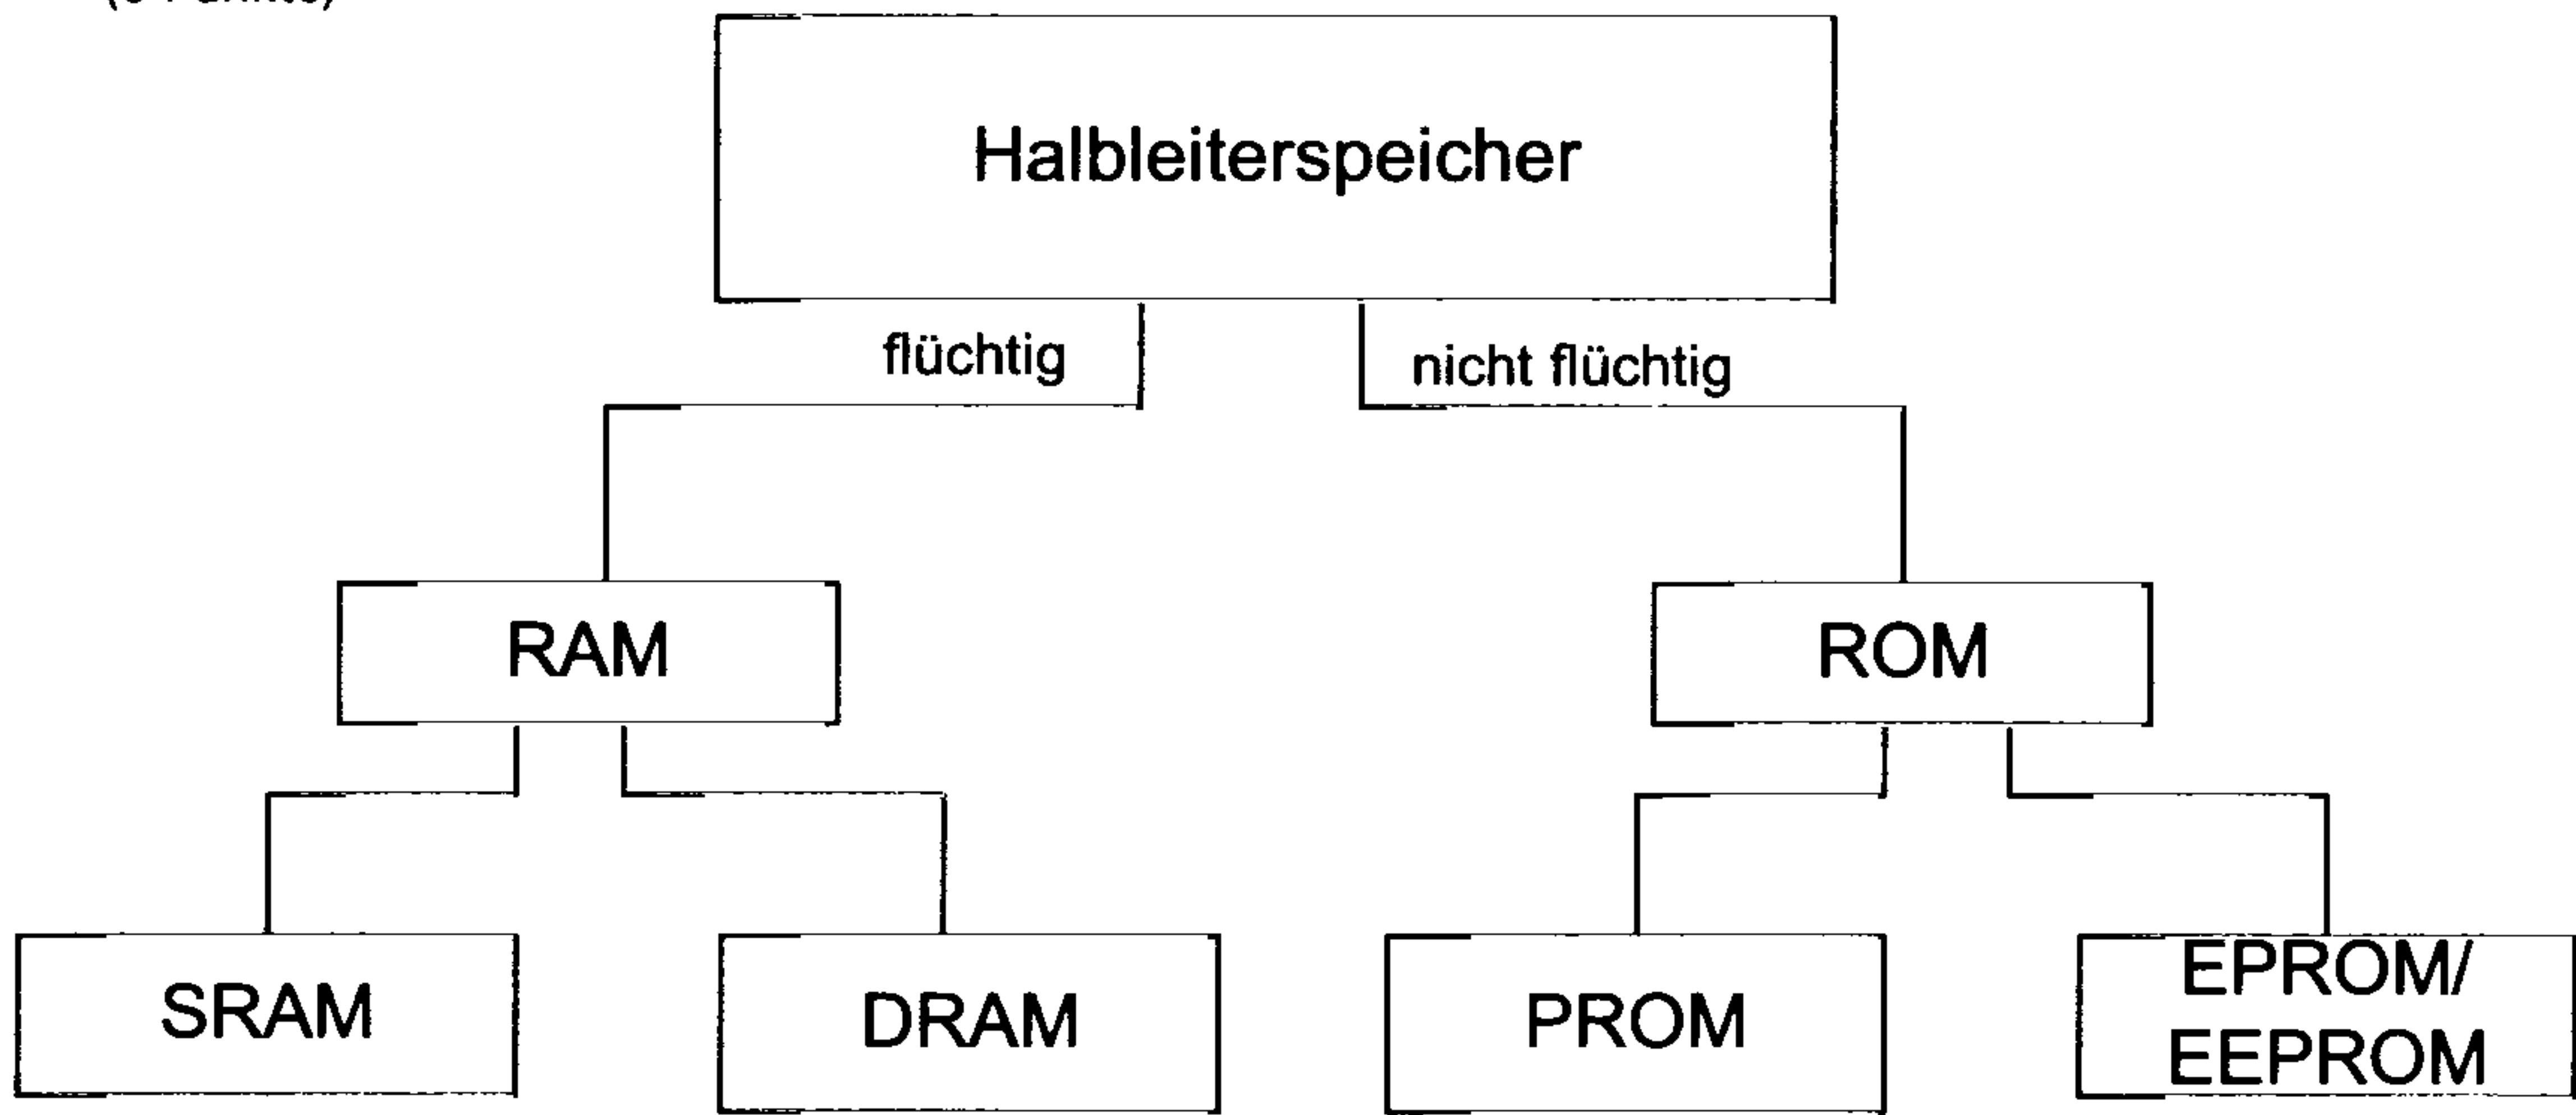 Halbleiterspeicher
flüchtig
nicht flüchtig
RAM
ROM
SRAM
DRAM
PROM
EPROM/
EEPROM